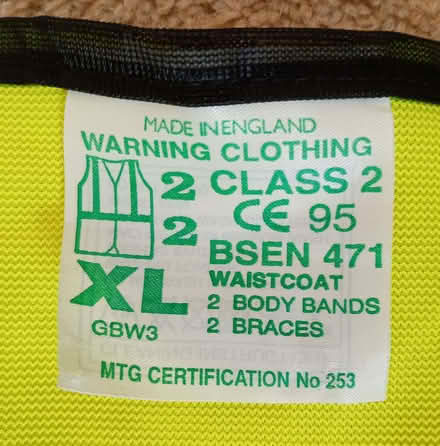 MADE IN ENGLAND
WARNING CLOTHING
2 CLASS 2
2 CE 95
BSEN 471
XL WAISTCOAT
2 BODY BANDS
GBW3 2 BRACES
MTG CERTIFICATION No 253